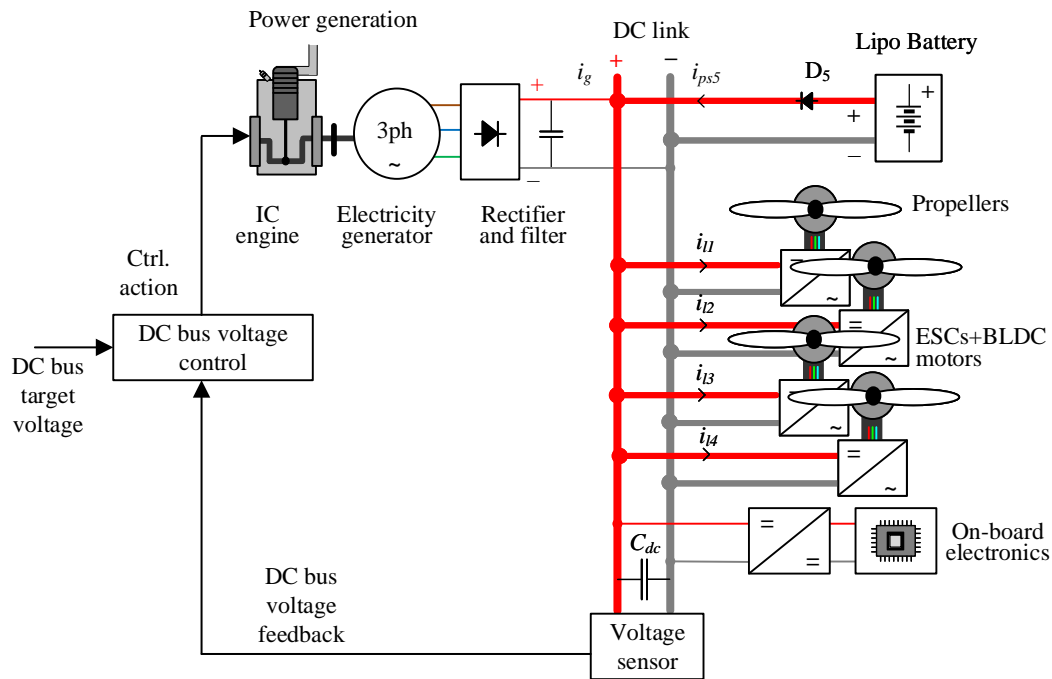 Power generation
DC link
Lipo Battery
+
−
i_g
i_ps5
D5
+
+
+
−
3ph
~
−
IC
engine
Electricity
generator
Rectifier
and filter
Propellers
i_l1
=
~
Ctrl.
action
i_l2
=
~
ESCs+BLDC
motors
DC bus voltage
control
DC bus
target
voltage
i_l3
=
~
i_l4
=
~
=
=
On-board
electronics
C_dc
DC bus
voltage
feedback
Voltage
sensor